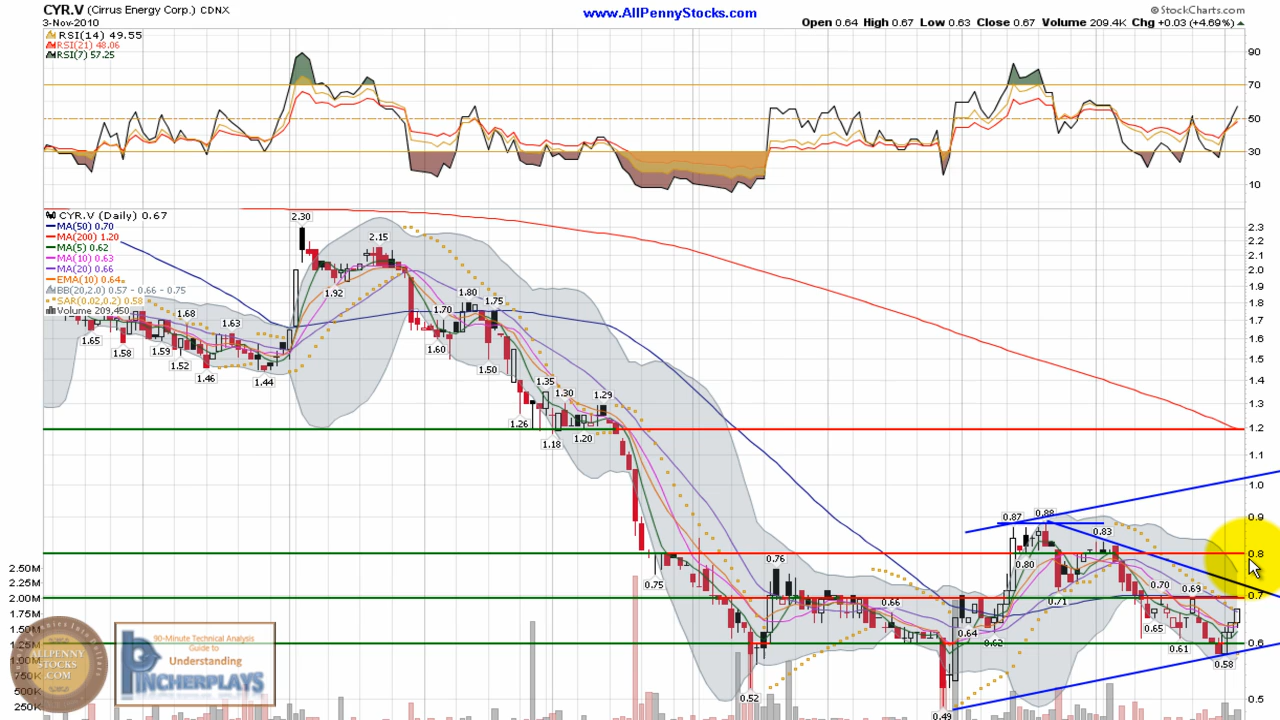 CYR.V (Cirrus Energy Corp.) CDNX
www.AllPennyStocks.com
© StockCharts.com
3-Nov-2010
Open 0.64 High 0.67 Low 0.63 Close 0.67 Volume 209.4K Chg +0.03 (+4.69%)
RSI(14) 49.55
RSI(21) 48.06
RSI(7) 57.25
90
70
50
30
10
CYR.V (Daily) 0.67
MA(50) 0.70
MA(200) 1.20
MA(5) 0.62
MA(10) 0.63
MA(20) 0.66
EMA(10) 0.64
BB(20,2.0) 0.57 - 0.66 - 0.75
SAR(0.02,0.2) 0.58
Volume 209,450
2.30
2.15
1.92
1.80
1.75
1.70
1.68
1.63
1.65
1.58
1.59
1.52
1.46
1.44
1.60
1.50
1.35
1.30
1.29
1.26
1.18
1.20
0.75
0.76
0.52
0.66
0.49
0.64
0.62
0.87
0.88
0.80
0.83
0.71
0.70
0.69
0.65
0.61
0.58
2.3
2.2
2.1
2.0
1.9
1.8
1.7
1.6
1.5
1.4
1.3
1.2
1.1
1.0
0.9
0.8
0.7
0.6
0.5
2.50M
2.25M
2.00M
1.75M
1.50M
1.25M
1.00M
750K
500K
250K
ALLPENNY
STOCKS
.COM
90-Minute Technical Analysis
Guide to
Understanding
PINCHERPLAYS